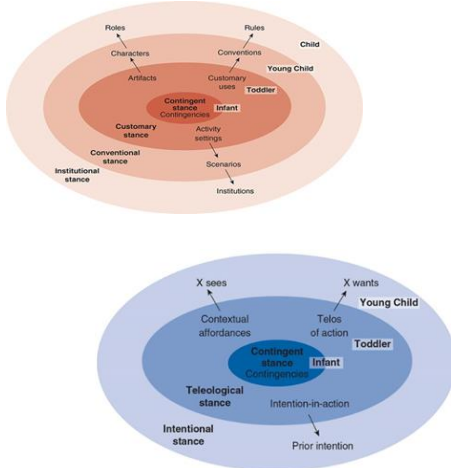 Roles
Rules
Child
Characters
Conventions
Young Child
Artifacts
Customary
uses
Toddler
Contingent
stance
Contingencies
Infant
Customary
stance
Activity
settings
Conventional
stance
Scenarios
Institutional
stance
Institutions
X sees
X wants
Young Child
Contextual
affordances
Telos
of action
Toddler
Contingent
stance
Contingencies
Infant
Teleological
stance
Intention-in-action
Intentional
stance
Prior intention